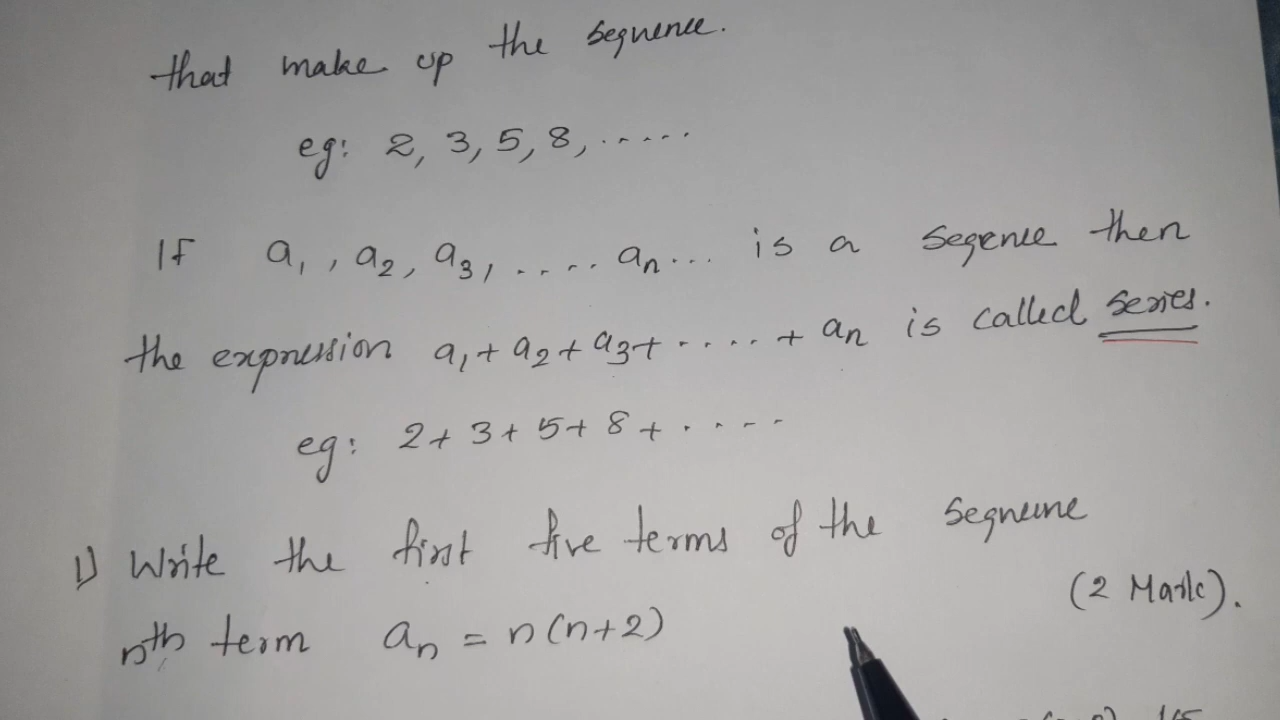 that make up the sequence.
eg: 2, 3, 5, 8, .....
If a₁, a₂, a₃, ..... aₙ... is a sequence then
the expression a₁ + a₂ + a₃ + ..... + aₙ is called series.
eg: 2 + 3 + 5 + 8 + .....
1) Write the first five terms of the sequence
(2 Mark).
nth term aₙ = n(n+2)